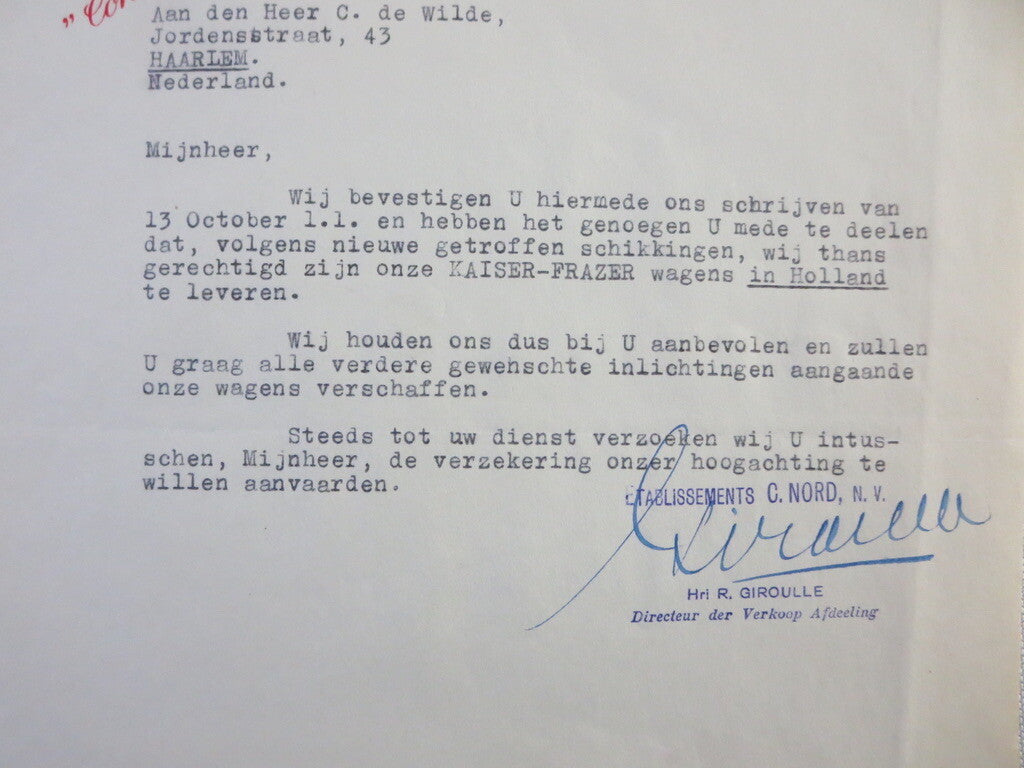 Aan den Heer C. de Wilde,
Jordensstraat, 43
HAARLEM.
Nederland.
Mijnheer,
Wij bevestigen U hiermede ons schrijven van
13 October l.l. en hebben het genoegen U mede te deelen
dat, volgens nieuwe getroffen schikkingen, wij thans
gerechtigd zijn onze KAISER-FRAZER wagens in Holland
te leveren.
Wij houden ons dus bij U aanbevolen en zullen
U graag alle verdere gewenschte inlichtingen aangaande
onze wagens verschaffen.
Steeds tot uw dienst verzoeken wij U intus-
schen, Mijnheer, de verzekering onzer hoogachting te
willen aanvaarden.
ETABLISSEMENTS C. NORD, N. V.
Giroulle
Hri R. GIROULLE
Directeur der Verkoop Afdeeling